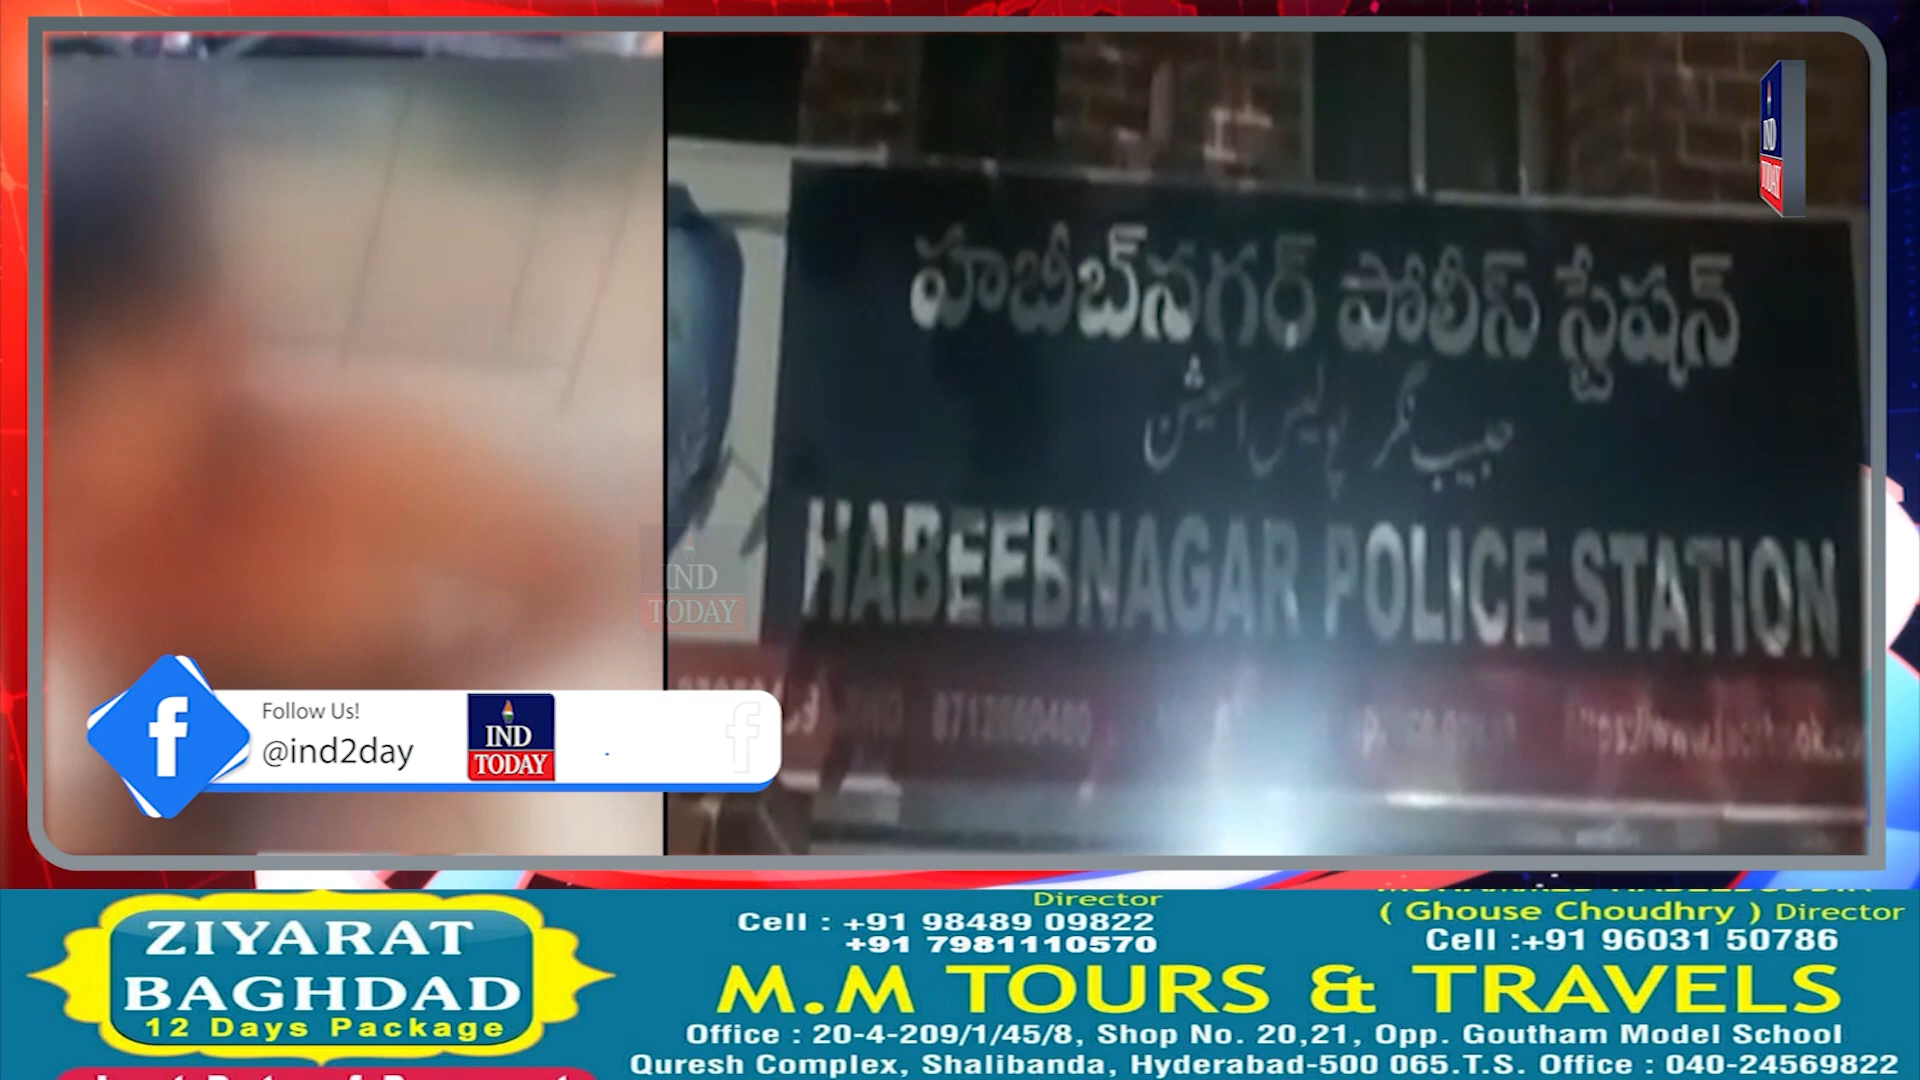 IND
TODAY
హబీబ్‌నగర్ పోలీస్ స్టేషన్
حبیب نگر پولیس اسٹیشن
HABEEBNAGAR POLICE STATION
8712660460
IND
TODAY
Follow Us!
@ind2day
IND
TODAY
ZIYARAT
BAGHDAD
12 Days Package
Director
Cell : +91 98489 09822
+91 7981110570
( Ghouse Choudhry ) Director
Cell :+91 96031 50786
M.M TOURS & TRAVELS
Office : 20-4-209/1/45/8, Shop No. 20,21, Opp. Goutham Model School
Quresh Complex, Shalibanda, Hyderabad-500 065.T.S. Office : 040-24569822